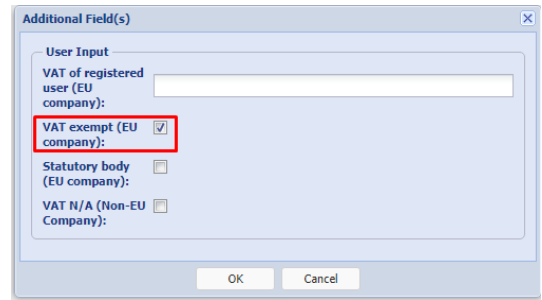 Additional Field(s)
User Input
VAT of registered
user (EU
company):
VAT exempt (EU
company):
Statutory body
(EU company):
VAT N/A (Non-EU
Company):
OK Cancel